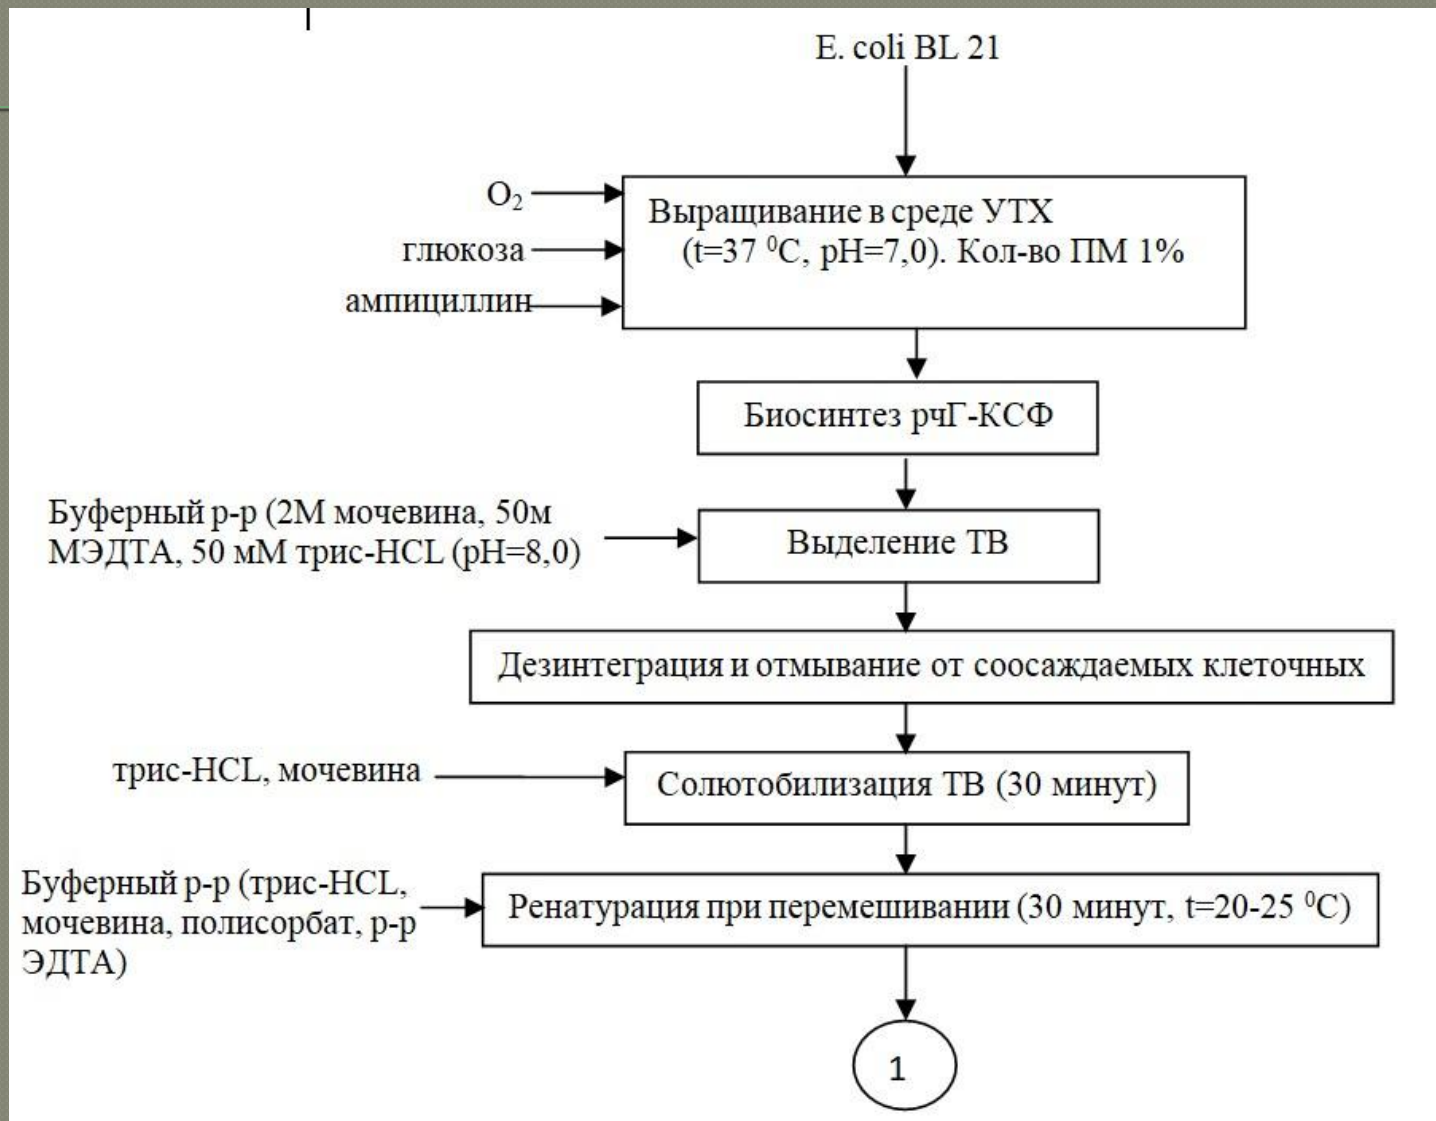 E. coli BL 21
O₂
глюкоза
ампициллин
Выращивание в среде УТХ
(t=37 ⁰С, pH=7,0). Кол-во ПМ 1%
Биосинтез рчГ-КСФ
Буферный р-р (2М мочевина, 50м
МЭДТА, 50 мМ трис-HCL (pH=8,0)
Выделение ТВ
Дезинтеграция и отмывание от соосаждаемых клеточных
трис-HCL, мочевина
Солютобилизация ТВ (30 минут)
Буферный р-р (трис-HCL,
мочевина, полисорбат, р-р
ЭДТА)
Ренатурация при перемешивании (30 минут, t=20-25 ⁰С)
1